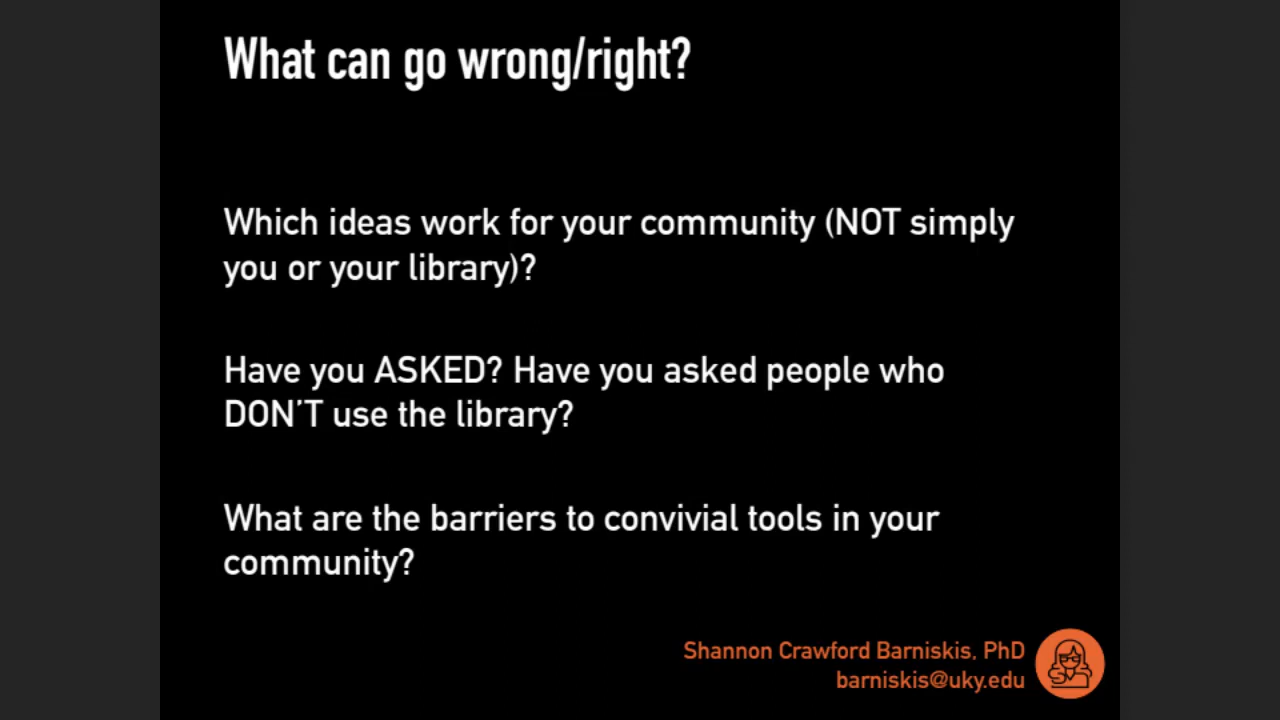 What can go wrong/right?
Which ideas work for your community (NOT simply
you or your library)?
Have you ASKED? Have you asked people who
DON'T use the library?
What are the barriers to convivial tools in your
community?
Shannon Crawford Barniskis, PhD
barniskis@uky.edu